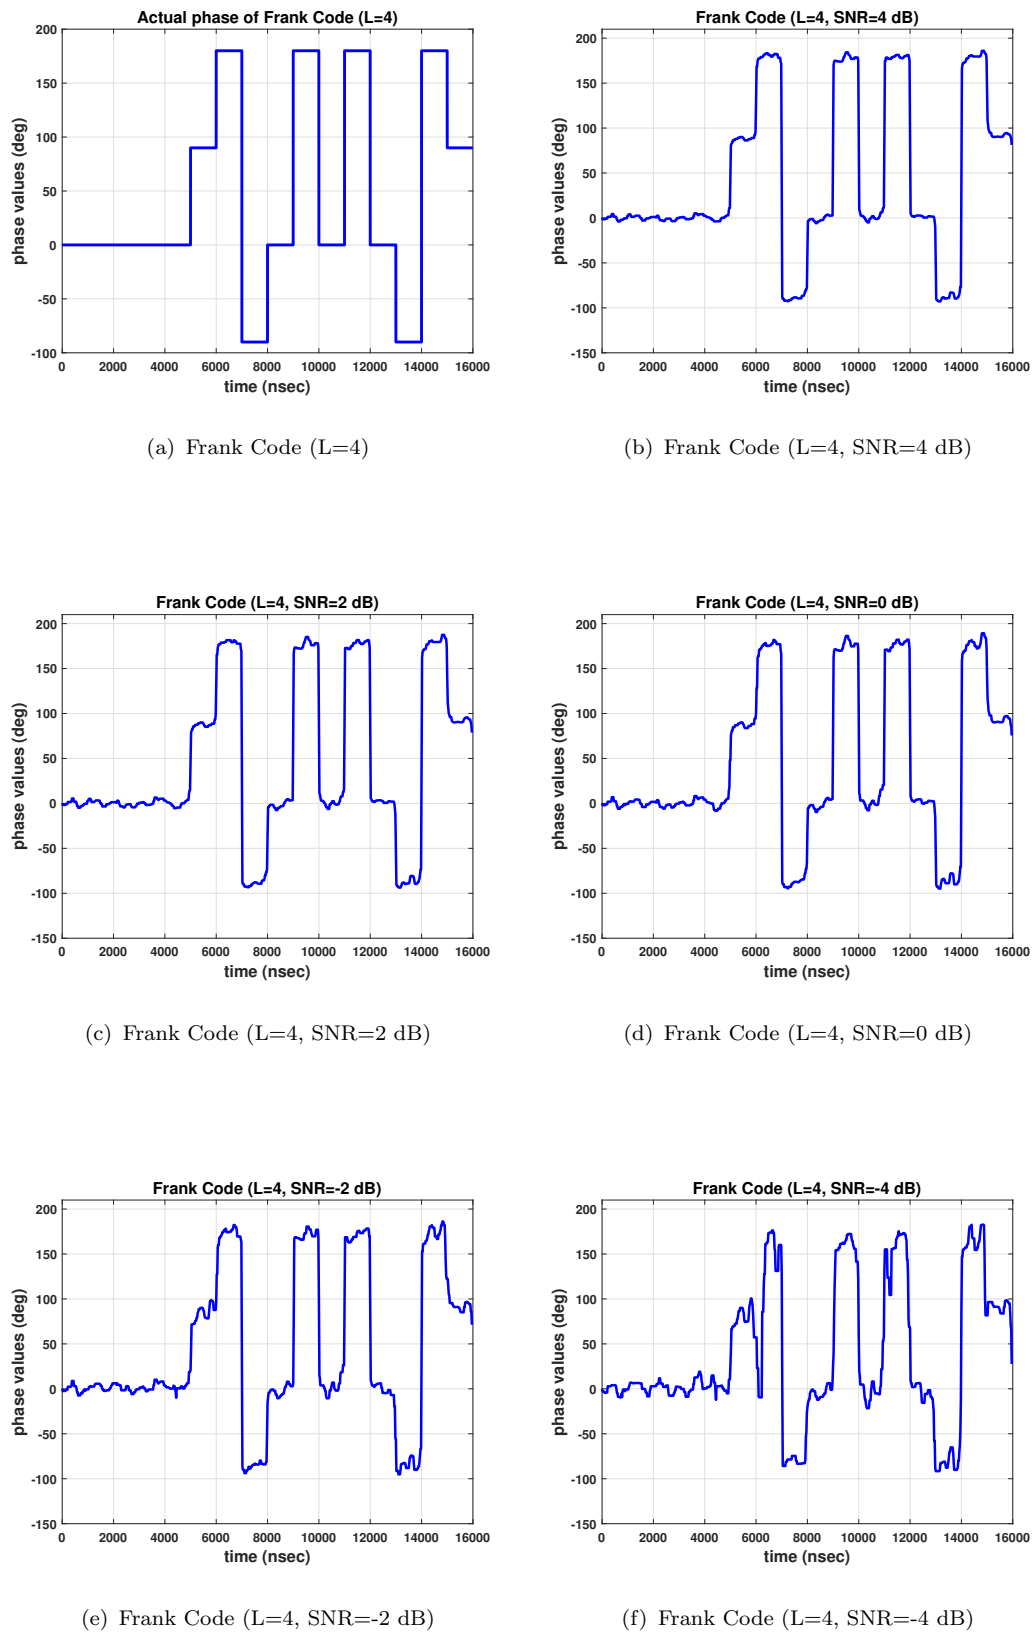 Actual phase of Frank Code (L=4)
200
150
100
50
0
-50
-100
phase values (deg)
0 2000 4000 6000 8000 10000 12000 14000 16000
time (nsec)
(a) Frank Code (L=4)
Frank Code (L=4, SNR=4 dB)
200
150
100
50
0
-50
-100
-150
phase values (deg)
0 2000 4000 6000 8000 10000 12000 14000 16000
time (nsec)
(b) Frank Code (L=4, SNR=4 dB)
Frank Code (L=4, SNR=2 dB)
200
150
100
50
0
-50
-100
-150
phase values (deg)
0 2000 4000 6000 8000 10000 12000 14000 16000
time (nsec)
(c) Frank Code (L=4, SNR=2 dB)
Frank Code (L=4, SNR=0 dB)
200
150
100
50
0
-50
-100
-150
phase values (deg)
0 2000 4000 6000 8000 10000 12000 14000 16000
time (nsec)
(d) Frank Code (L=4, SNR=0 dB)
Frank Code (L=4, SNR=-2 dB)
200
150
100
50
0
-50
-100
-150
phase values (deg)
0 2000 4000 6000 8000 10000 12000 14000 16000
time (nsec)
(e) Frank Code (L=4, SNR=-2 dB)
Frank Code (L=4, SNR=-4 dB)
200
150
100
50
0
-50
-100
-150
phase values (deg)
0 2000 4000 6000 8000 10000 12000 14000 16000
time (nsec)
(f) Frank Code (L=4, SNR=-4 dB)